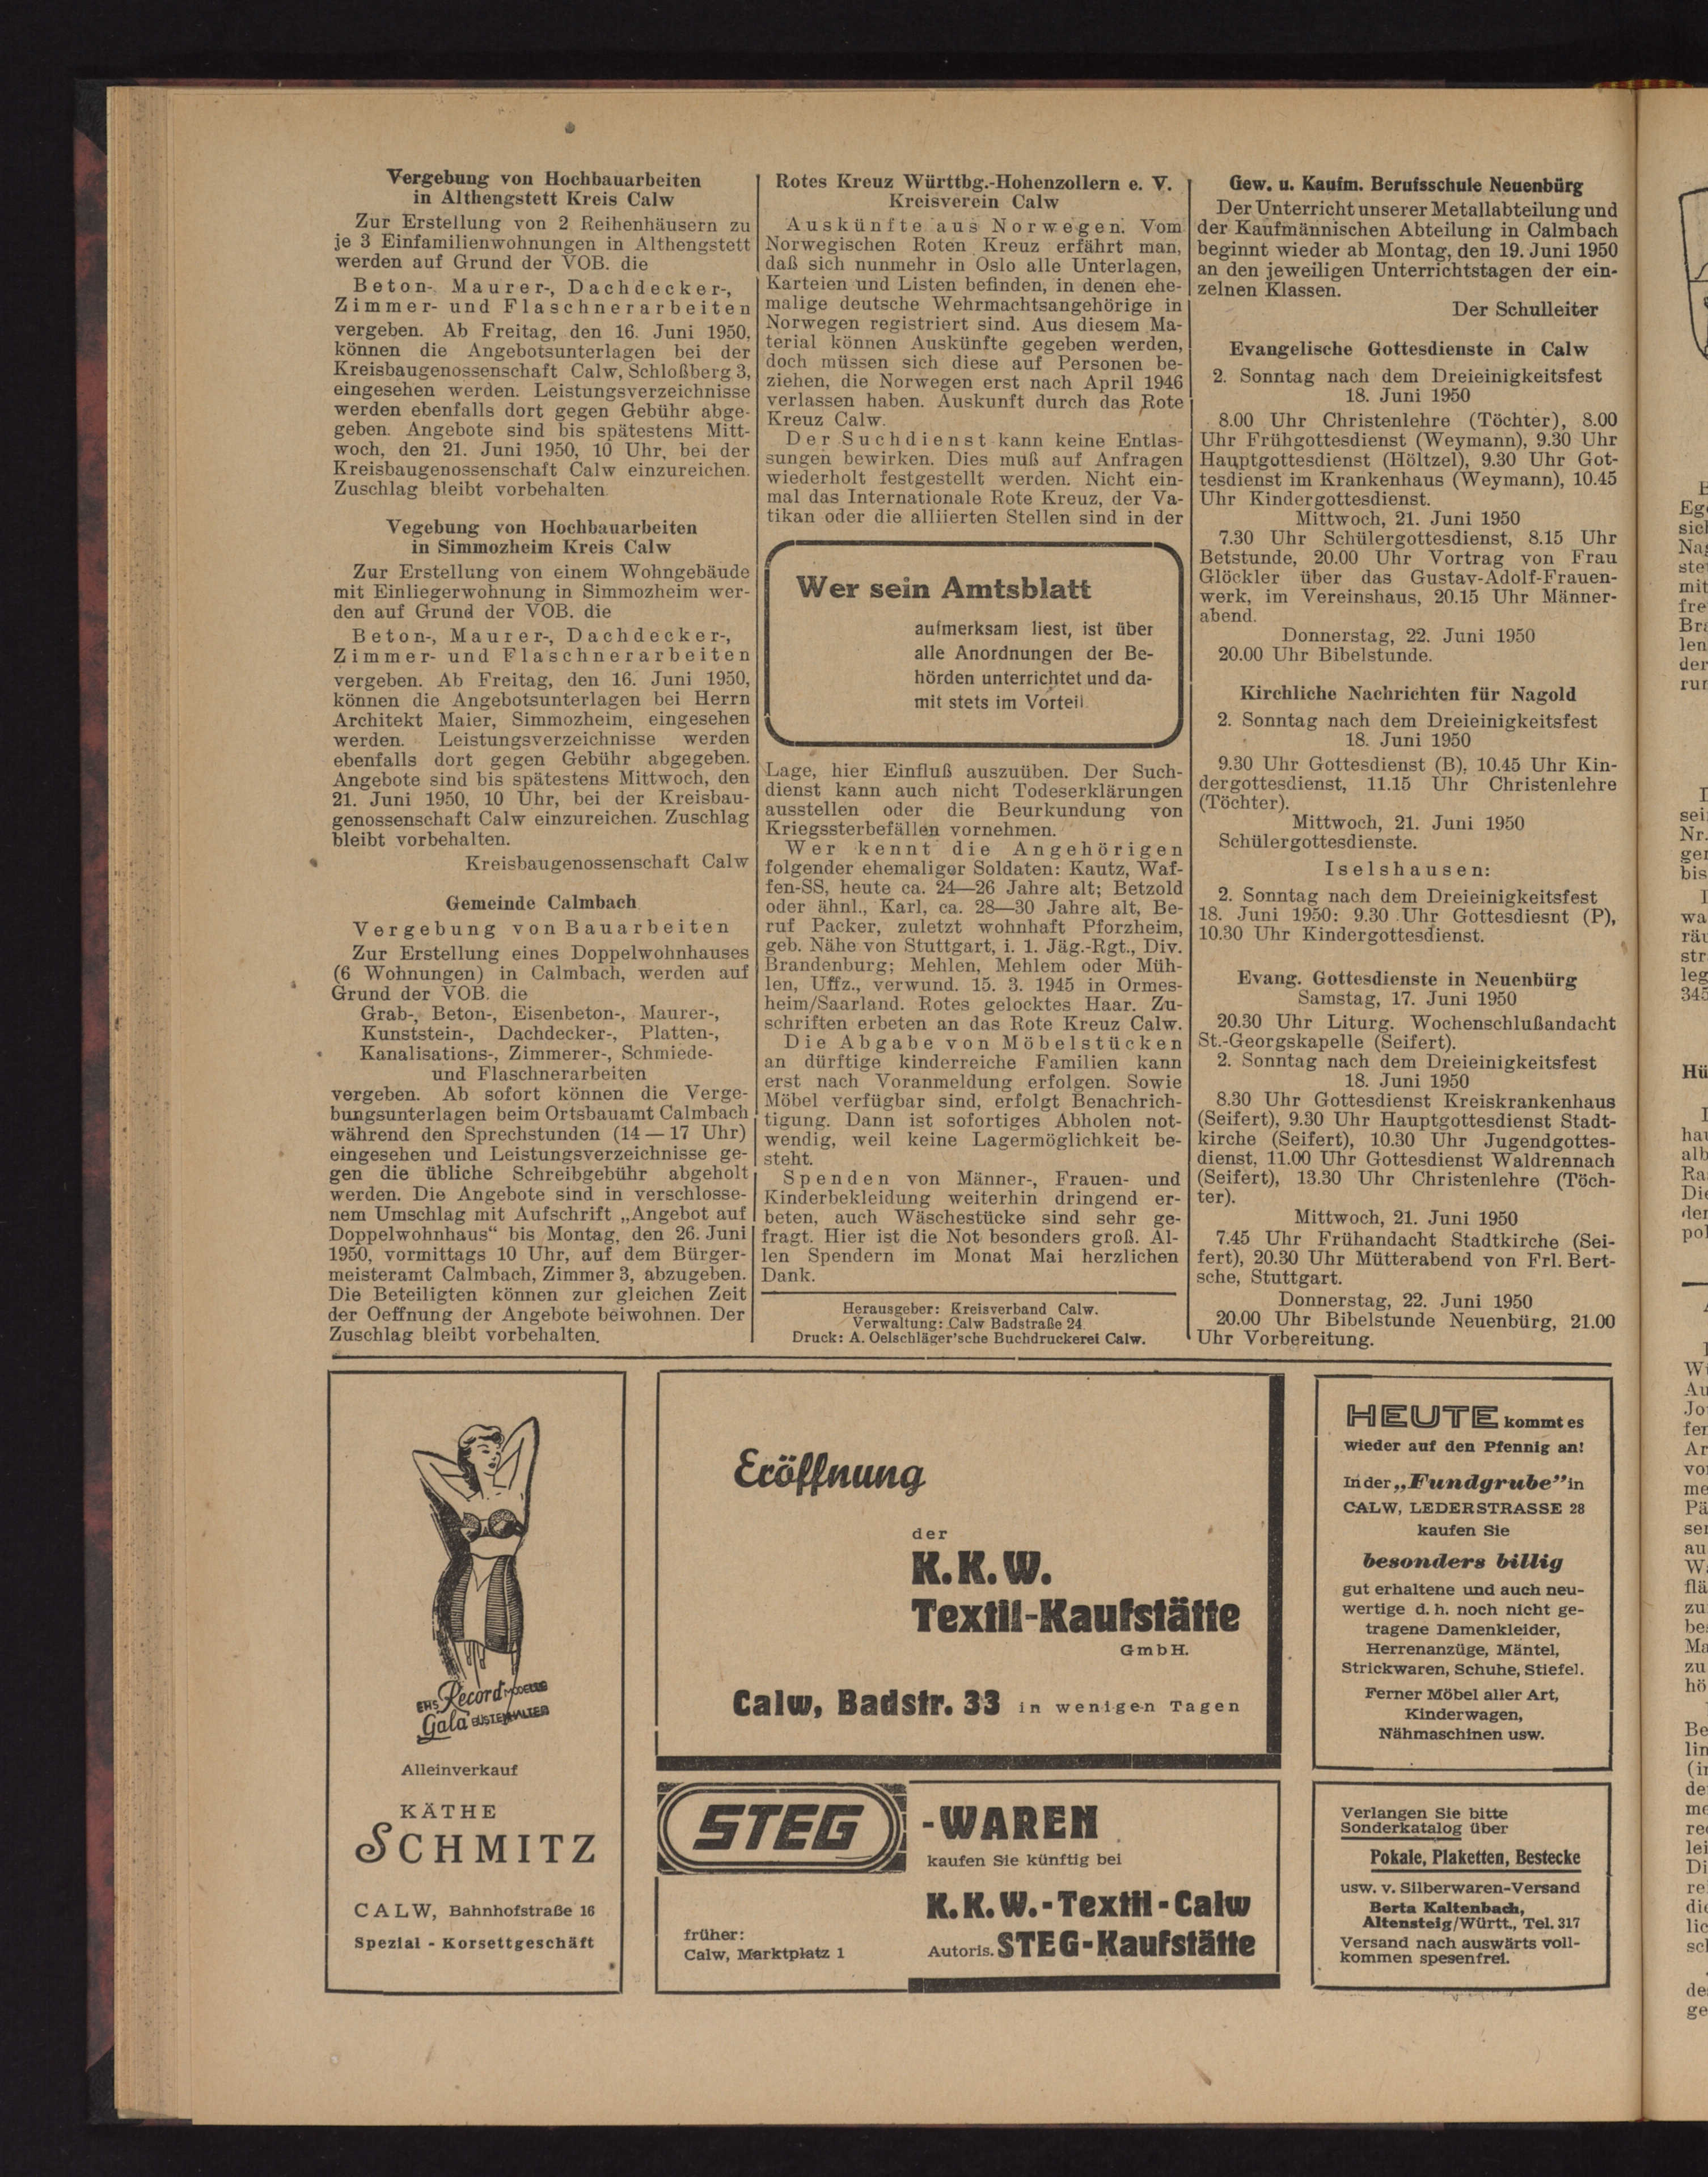 Vergebung von Hochbauarbeiten
in Althengstett Kreis Calw
Zur Erstellung von 2 Reihenhäusern zu
je 3 Einfamilienwohnungen in Althengstett
werden auf Grund der VOB. die
Beton-. Maurer-, Dachdecker-,
Zimmer- und Flaschnerarbeiten
vergeben. Ab Freitag, den 16. Juni 1950,
können die Angebotsunterlagen bei der
Kreisbaugenossenschaft Calw, Schloßberg 3,
eingesehen werden. Leistungsverzeichnisse
werden ebenfalls dort gegen Gebühr abge-
geben. Angebote sind bis spätestens Mitt-
woch, den 21. Juni 1950, 10 Uhr, bei der
Kreisbaugenossenschaft Calw einzureichen.
Zuschlag bleibt vorbehalten.
Vegebung von Hochbauarbeiten
in Simmozheim Kreis Calw
Zur Erstellung von einem Wohngebäude
mit Einliegerwohnung in Simmozheim wer-
den auf Grund der VOB. die
Beton-, Maurer-, Dachdecker-,
Zimmer- und Flaschnerarbeiten
vergeben. Ab Freitag, den 16. Juni 1950,
können die Angebotsunterlagen bei Herrn
Architekt Maier, Simmozheim, eingesehen
werden. Leistungsverzeichnisse werden
ebenfalls dort gegen Gebühr abgegeben.
Angebote sind bis spätestens Mittwoch, den
21. Juni 1950, 10 Uhr, bei der Kreisbau-
genossenschaft Calw einzureichen. Zuschlag
bleibt vorbehalten.
Kreisbaugenossenschaft Calw
Gemeinde Calmbach
Vergebung von Bauarbeiten
Zur Erstellung eines Doppelwohnhauses
(6 Wohnungen) in Calmbach, werden auf
Grund der VOB. die
Grab-, Beton-, Eisenbeton-, Maurer-,
Kunststein-, Dachdecker-, Platten-,
Kanalisations-, Zimmerer-, Schmiede-
und Flaschnerarbeiten
vergeben. Ab sofort können die Verge-
bungsunterlagen beim Ortsbauamt Calmbach
während den Sprechstunden (14 — 17 Uhr)
eingesehen und Leistungsverzeichnisse ge-
gen die übliche Schreibgebühr abgeholt
werden. Die Angebote sind in verschlosse-
nem Umschlag mit Aufschrift „Angebot auf
Doppelwohnhaus“ bis Montag, den 26. Juni
1950, vormittags 10 Uhr, auf dem Bürger-
meisteramt Calmbach, Zimmer 3, abzugeben.
Die Beteiligten können zur gleichen Zeit
der Oeffnung der Angebote beiwohnen. Der
Zuschlag bleibt vorbehalten.
Rotes Kreuz Württbg.-Hohenzollern e. V.
Kreisverein Calw
Auskünfte aus Norwegen. Vom
Norwegischen Roten Kreuz erfährt man,
daß sich nunmehr in Oslo alle Unterlagen,
Karteien und Listen befinden, in denen ehe-
malige deutsche Wehrmachtsangehörige in
Norwegen registriert sind. Aus diesem Ma-
terial können Auskünfte gegeben werden,
doch müssen sich diese auf Personen be-
ziehen, die Norwegen erst nach April 1946
verlassen haben. Auskunft durch das Rote
Kreuz Calw.
Der Suchdienst kann keine Entlas-
sungen bewirken. Dies muß auf Anfragen
wiederholt festgestellt werden. Nicht ein-
mal das Internationale Rote Kreuz, der Va-
tikan oder die alliierten Stellen sind in der
Wer sein Amtsblatt
aufmerksam liest, ist über
alle Anordnungen der Be-
hörden unterrichtet und da-
mit stets im Vorteil.
Lage, hier Einfluß auszuüben. Der Such-
dienst kann auch nicht Todeserklärungen
ausstellen oder die Beurkundung von
Kriegssterbefällen vornehmen.
Wer kennt die Angehörigen
folgender ehemaliger Soldaten: Kautz, Waf-
fen-SS, heute ca. 24—26 Jahre alt; Betzold
oder ähnl., Karl, ca. 28—30 Jahre alt, Be-
ruf Packer, zuletzt wohnhaft Pforzheim,
geb. Nähe von Stuttgart, i. 1. Jäg.-Rgt., Div.
Brandenburg; Mehlen, Mehlem oder Müh-
len, Uffz., verwund. 15. 3. 1945 in Ormes-
heim/Saarland. Rotes gelocktes Haar. Zu-
schriften erbeten an das Rote Kreuz Calw.
Die Abgabe von Möbelstücken
an dürftige kinderreiche Familien kann
erst nach Voranmeldung erfolgen. Sowie
Möbel verfügbar sind, erfolgt Benachrich-
tigung. Dann ist sofortiges Abholen not-
wendig, weil keine Lagermöglichkeit be-
steht.
Spenden von Männer-, Frauen- und
Kinderbekleidung weiterhin dringend er-
beten, auch Wäschestücke sind sehr ge-
fragt. Hier ist die Not besonders groß. Al-
len Spendern im Monat Mai herzlichen
Dank.
Herausgeber: Kreisverband Calw.
Verwaltung: Calw Badstraße 24
Druck: A. Oelschläger'sche Buchdruckerei Calw.
Gew. u. Kaufm. Berufsschule Neuenbürg
Der Unterricht unserer Metallabteilung und
der Kaufmännischen Abteilung in Calmbach
beginnt wieder ab Montag, den 19. Juni 1950
an den jeweiligen Unterrichtstagen der ein-
zelnen Klassen.
Der Schulleiter
Evangelische Gottesdienste in Calw
2. Sonntag nach dem Dreieinigkeitsfest
18. Juni 1950
8.00 Uhr Christenlehre (Töchter), 8.00
Uhr Frühgottesdienst (Weymann), 9.30 Uhr
Hauptgottesdienst (Höltzel), 9.30 Uhr Got-
tesdienst im Krankenhaus (Weymann), 10.45
Uhr Kindergottesdienst.
Mittwoch, 21. Juni 1950
7.30 Uhr Schülergottesdienst, 8.15 Uhr
Betstunde, 20.00 Uhr Vortrag von Frau
Glöckler über das Gustav-Adolf-Frauen-
werk, im Vereinshaus, 20.15 Uhr Männer-
abend.
Donnerstag, 22. Juni 1950
20.00 Uhr Bibelstunde.
Kirchliche Nachrichten für Nagold
2. Sonntag nach dem Dreieinigkeitsfest
18. Juni 1950
9.30 Uhr Gottesdienst (B). 10.45 Uhr Kin-
dergottesdienst, 11.15 Uhr Christenlehre
(Töchter).
Mittwoch, 21. Juni 1950
Schülergottesdienste.
Iselshausen:
2. Sonntag nach dem Dreieinigkeitsfest
18. Juni 1950: 9.30 Uhr Gottesdiesnt (P),
10.30 Uhr Kindergottesdienst.
Evang. Gottesdienste in Neuenbürg
Samstag, 17. Juni 1950
20.30 Uhr Liturg. Wochenschlußandacht
St.-Georgskapelle (Seifert).
2. Sonntag nach dem Dreieinigkeitsfest
18. Juni 1950
8.30 Uhr Gottesdienst Kreiskrankenhaus
(Seifert), 9.30 Uhr Hauptgottesdienst Stadt-
kirche (Seifert), 10.30 Uhr Jugendgottes-
dienst, 11.00 Uhr Gottesdienst Waldrennach
(Seifert), 13.30 Uhr Christenlehre (Töch-
ter).
Mittwoch, 21. Juni 1950
7.45 Uhr Frühandacht Stadtkirche (Sei-
fert), 20.30 Uhr Mütterabend von Frl. Bert-
sche, Stuttgart.
Donnerstag, 22. Juni 1950
20.00 Uhr Bibelstunde Neuenbürg, 21.00
Uhr Vorbereitung.
Record MODELLE
Gala BÜSTENHALTER
Alleinverkauf
KÄTHE
SCHMITZ
CALW, Bahnhofstraße 16
Spezial - Korsettgeschäft
Eröffnung
der
K.K.W.
Textil-Kaufstätte
GmbH.
Calw, Badstr. 33 in wenigen Tagen
STEG-WAREN
kaufen Sie künftig bei
K.K.W.-Textil-Calw
früher:
Calw, Marktplatz 1
Autoris. STEG-Kaufstätte
HEUTE kommt es
wieder auf den Pfennig an!
In der „Fundgrube” in
CALW, LEDERSTRASSE 28
kaufen Sie
besonders billig
gut erhaltene und auch neu-
wertige d. h. noch nicht ge-
tragene Damenkleider,
Herrenanzüge, Mäntel,
Strickwaren, Schuhe, Stiefel.
Ferner Möbel aller Art,
Kinderwagen,
Nähmaschinen usw.
Verlangen Sie bitte
Sonderkatalog über
Pokale, Plaketten, Bestecke
usw. v. Silberwaren-Versand
Berta Kaltenbach,
Altensteig/Württ., Tel. 317
Versand nach auswärts voll-
kommen spesenfrei.